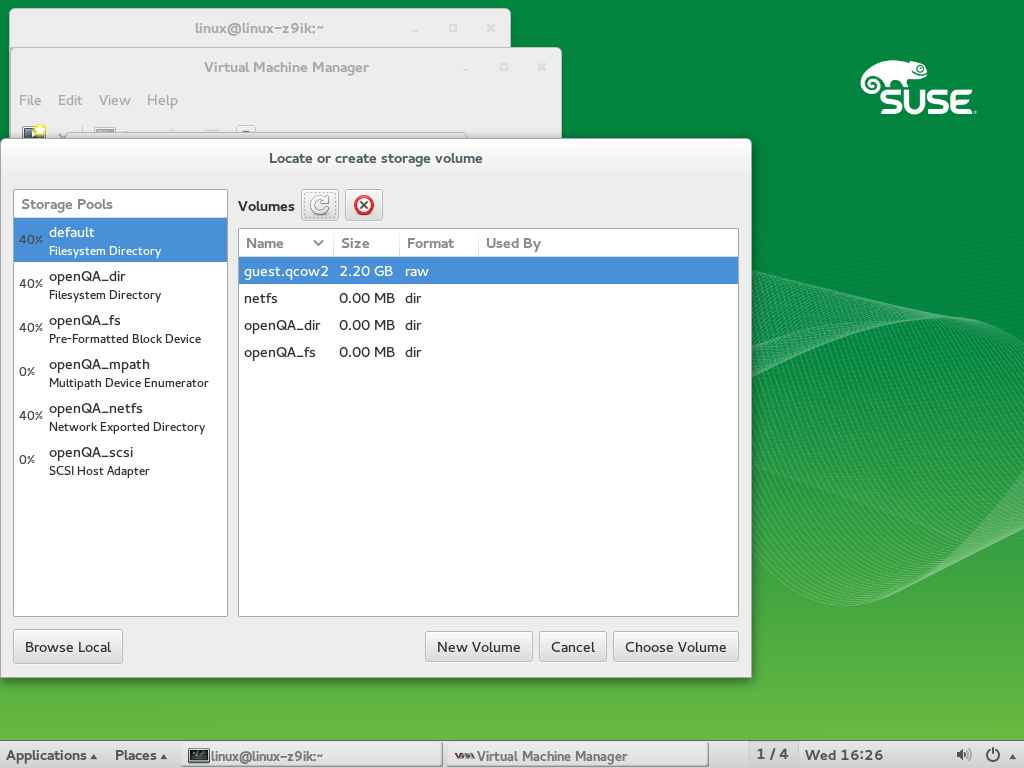 linux@linux-z9ik:~
Virtual Machine Manager
File Edit View Help
SUSE
Locate or create storage volume
Storage Pools
Volumes
40% default
Filesystem Directory
40% openQA_dir
Filesystem Directory
40% openQA_fs
Pre-Formatted Block Device
0% openQA_mpath
Multipath Device Enumerator
40% openQA_netfs
Network Exported Directory
0% openQA_scsi
SCSI Host Adapter
Name Size Format Used By
guest.qcow2 2.20 GB raw
netfs 0.00 MB dir
openQA_dir 0.00 MB dir
openQA_fs 0.00 MB dir
Browse Local New Volume Cancel Choose Volume
Applications Places linux@linux-z9ik:~ Virtual Machine Manager 1 / 4 Wed 16:26